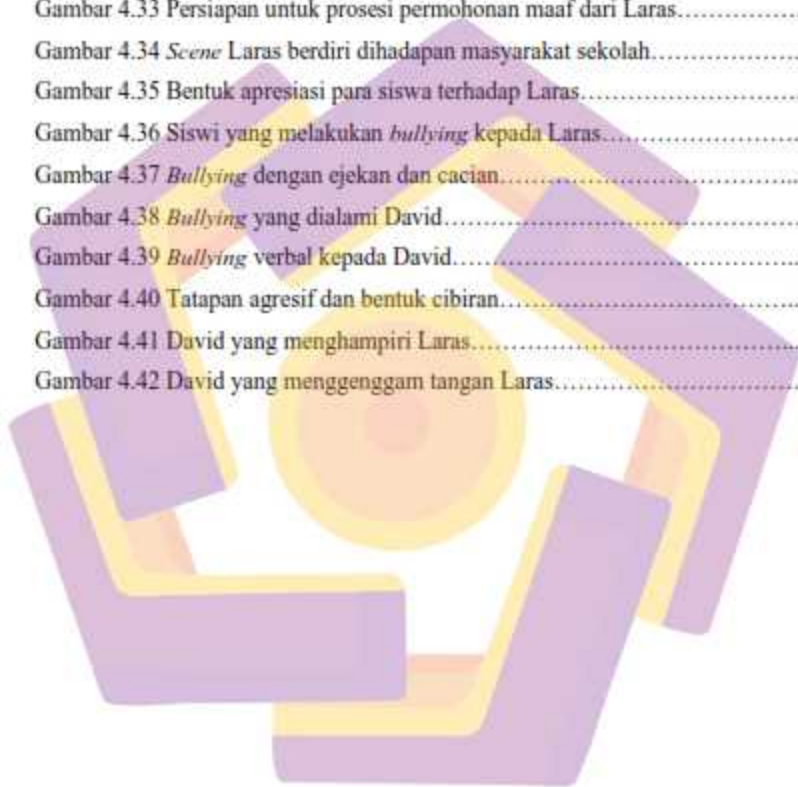 Gambar 4.33 Persiapan untuk prosesi permohonan maaf dari Laras……………….
Gambar 4.34 Scene Laras berdiri dihadapan masyarakat sekolah………………….
Gambar 4.35 Bentuk apresiasi para siswa terhadap Laras………………………….
Gambar 4.36 Siswi yang melakukan bullying kepada Laras……………………….
Gambar 4.37 Bullying dengan ejekan dan cacian…………………………………..
Gambar 4.38 Bullying yang dialami David………………………………………….
Gambar 4.39 Bullying verbal kepada David………………………………………..
Gambar 4.40 Tatapan agresif dan bentuk cibiran…………………………………..
Gambar 4.41 David yang menghampiri Laras……………………………………...
Gambar 4.42 David yang menggenggam tangan Laras…………………………….